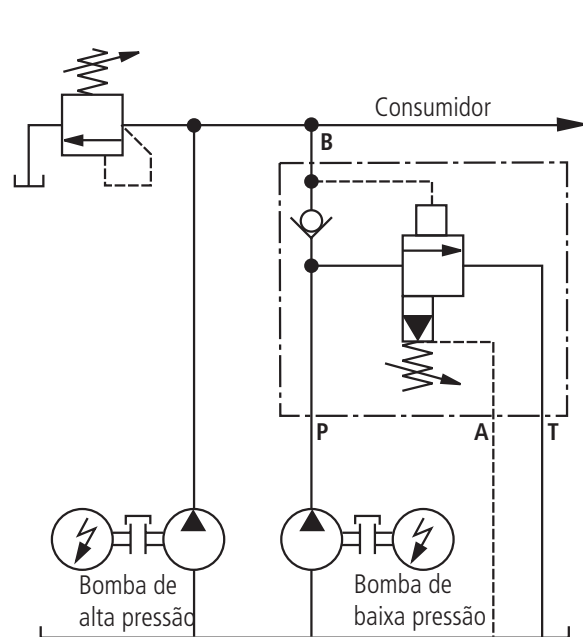 Consumidor
B
P
A
T
Bomba de
alta pressão
Bomba de
baixa pressão